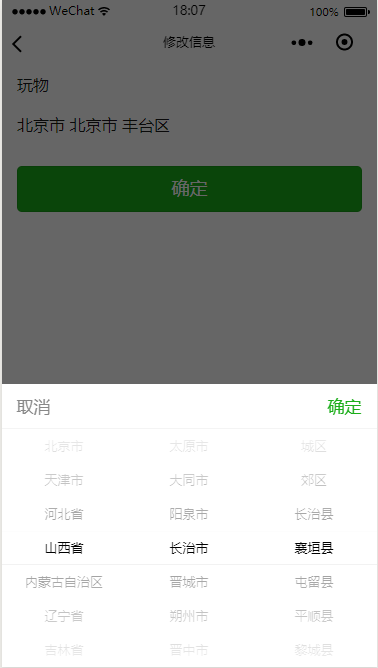 WeChat 18:07 100%
修改信息
玩物
北京市 北京市 丰台区
确定
取消 确定
北京市 太原市 城区
天津市 大同市 郊区
河北省 阳泉市 长治县
山西省 长治市 襄垣县
内蒙古自治区 晋城市 屯留县
辽宁省 朔州市 平顺县
吉林省 晋中市 黎城县